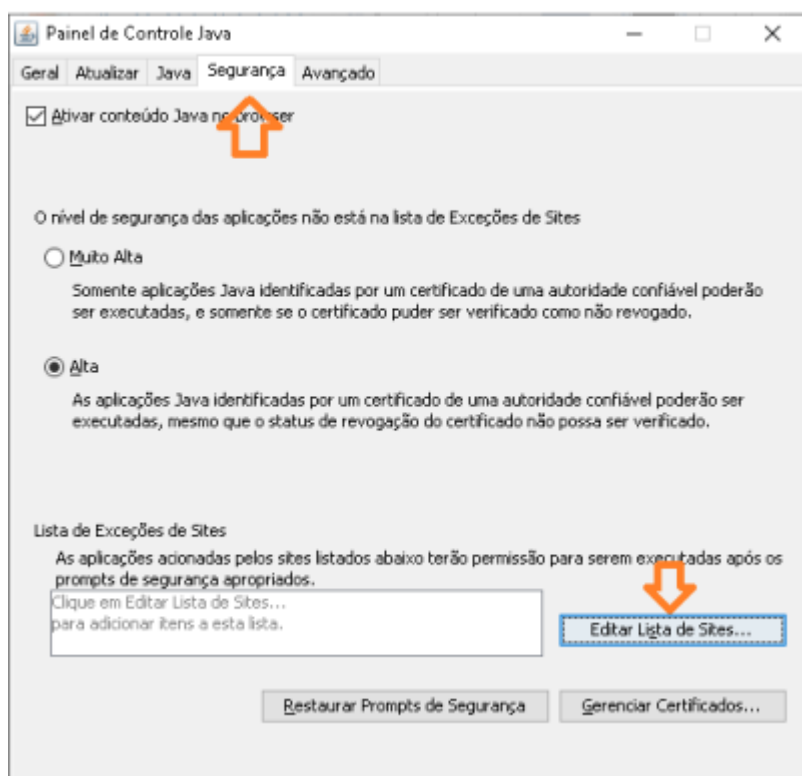 Painel de Controle Java
Geral Atualizar Java Segurança Avançado
Ativar conteúdo Java no browser
O nível de segurança das aplicações não está na lista de Exceções de Sites
Muito Alta
Somente aplicações Java identificadas por um certificado de uma autoridade confiável poderão
ser executadas, e somente se o certificado puder ser verificado como não revogado.
Alta
As aplicações Java identificadas por um certificado de uma autoridade confiável poderão ser
executadas, mesmo que o status de revogação do certificado não possa ser verificado.
Lista de Exceções de Sites
As aplicações acionadas pelos sites listados abaixo terão permissão para serem executadas após os
prompts de segurança apropriados.
Clique em Editar Lista de Sites...
para adicionar itens a esta lista.
Editar Lista de Sites...
Restaurar Prompts de Segurança
Gerenciar Certificados...